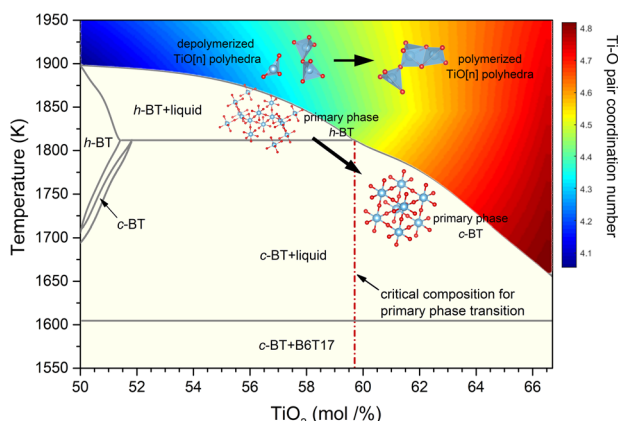 1950
1900
1850
1800
1750
1700
1650
1600
1550
Temperature (K)
depolymerized
TiO[n] polyhedra
polymerized
TiO[n] polyhedra
h-BT+liquid
primary phase
h-BT
h-BT
c-BT
primary phase
c-BT
c-BT+liquid
critical composition for
primary phase transition
c-BT+B6T17
50
52
54
56
58
60
62
64
66
TiO₂ (mol /%)
4.8
4.7
4.6
4.5
4.4
4.3
4.2
4.1
Ti-O pair coordination number